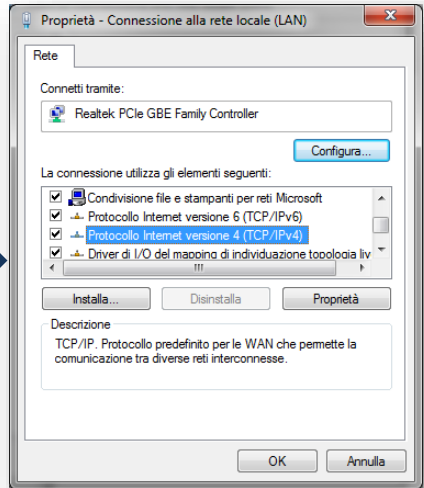 Proprietà - Connessione alla rete locale (LAN)
Rete
Connetti tramite:
Realtek PCIe GBE Family Controller
Configura...
La connessione utilizza gli elementi seguenti:
Condivisione file e stampanti per reti Microsoft
Protocollo Internet versione 6 (TCP/IPv6)
Protocollo Internet versione 4 (TCP/IPv4)
Driver di I/O del mapping di individuazione topologia liv
Installa... Disinstalla Proprietà
Descrizione
TCP/IP. Protocollo predefinito per le WAN che permette la
comunicazione tra diverse reti interconnesse.
OK Annulla